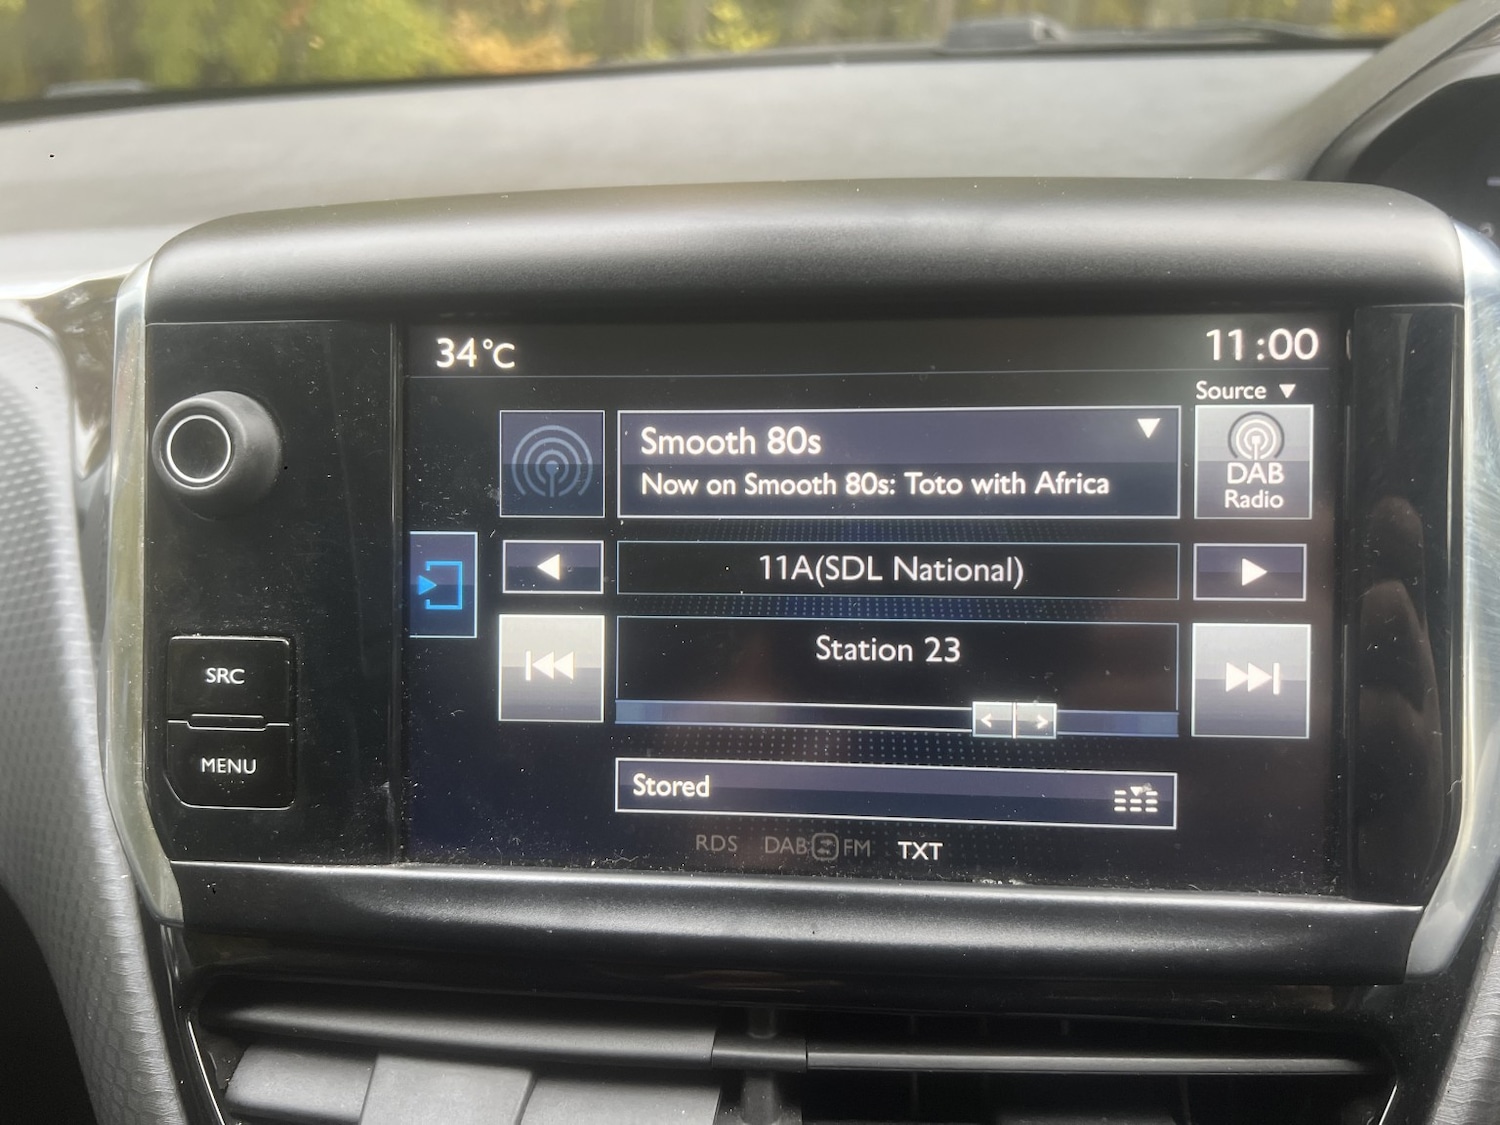 34°C
11:00
Source ▼
Smooth 80s
Now on Smooth 80s: Toto with Africa
DAB
Radio
11A(SDL National)
Station 23
SRC
MENU
Stored
RDS DAB FM TXT